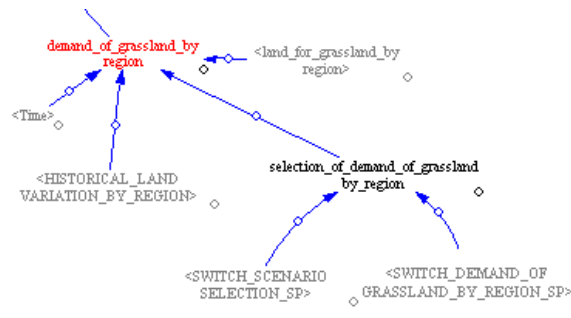 demand_of_grassland_by
region
<land_for_grassland_by
region>
<Time>
<HISTORICAL_LAND
VARIATION_BY_REGION>
selection_of_demand_of_grassland
by_region
<SWITCH_SCENARIO
SELECTION_SP>
<SWITCH_DEMAND_OF
GRASSLAND_BY_REGION_SP>